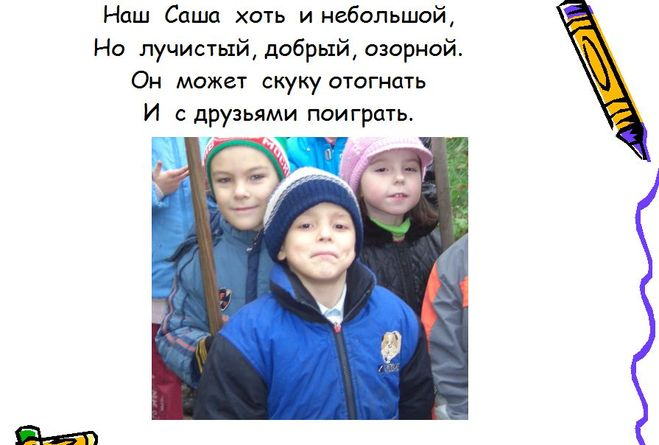 Наш Саша хоть и небольшой,
Но лучистый, добрый, озорной.
Он может скуку отогнать
И с друзьями поиграть.